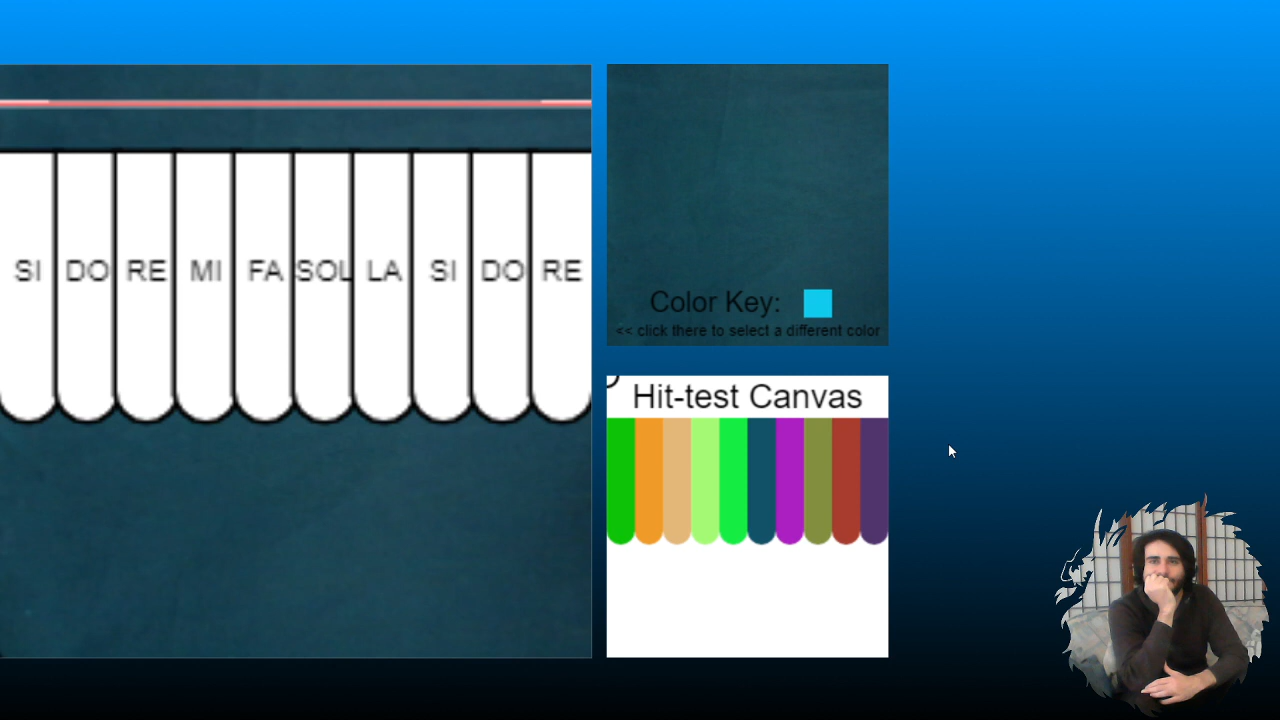 SI DO RE MI FA SOL LA SI DO RE
Color Key:
<< click there to select a different color
Hit-test Canvas